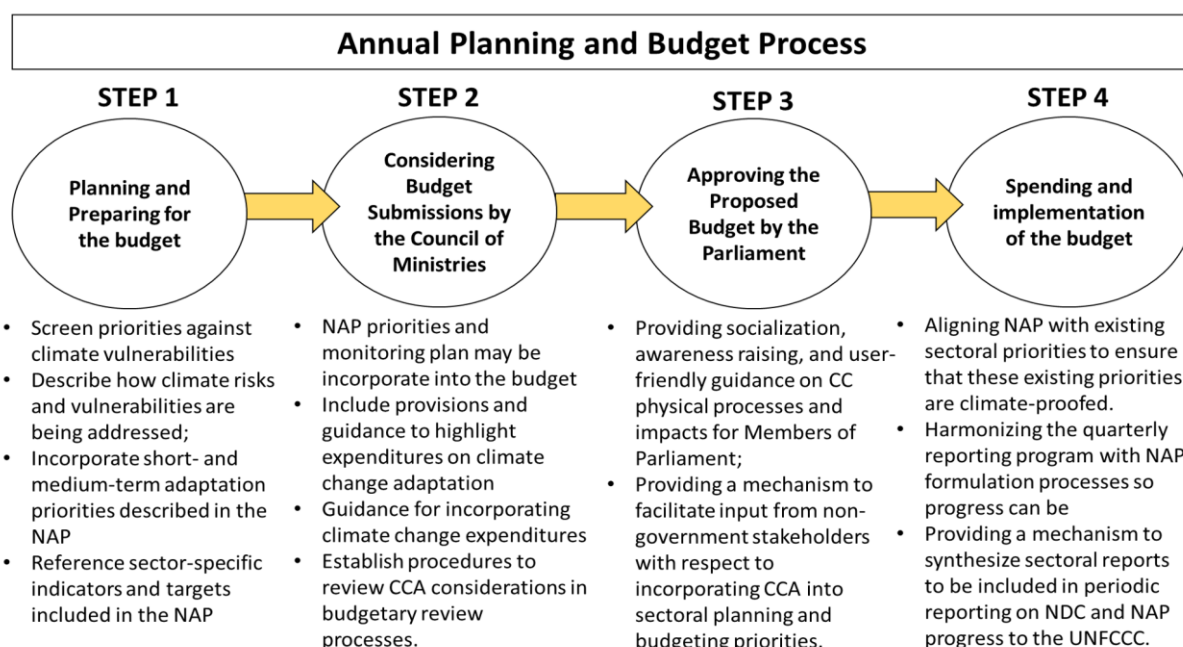 Annual Planning and Budget Process
STEP 1
Planning and
Preparing for
the budget
• Screen priorities against
climate vulnerabilities
• Describe how climate risks
and vulnerabilities are
being addressed;
• Incorporate short- and
medium-term adaptation
priorities described in the
NAP
• Reference sector-specific
indicators and targets
included in the NAP
STEP 2
Considering
Budget
Submissions by
the Council of
Ministries
• NAP priorities and
monitoring plan may be
incorporate into the budget
• Include provisions and
guidance to highlight
expenditures on climate
change adaptation
• Guidance for incorporating
climate change expenditures
• Establish procedures to
review CCA considerations in
budgetary review
processes.
STEP 3
Approving the
Proposed
Budget by the
Parliament
• Providing socialization,
awareness raising, and user-
friendly guidance on CC
physical processes and
impacts for Members of
Parliament;
• Providing a mechanism to
facilitate input from non-
government stakeholders
with respect to
incorporating CCA into
sectoral planning and
budgeting priorities.
STEP 4
Spending and
implementation
of the budget
• Aligning NAP with existing
sectoral priorities to ensure
that these existing priorities
are climate-proofed.
• Harmonizing the quarterly
reporting program with NAP
formulation processes so
progress can be
• Providing a mechanism to
synthesize sectoral reports
to be included in periodic
reporting on NDC and NAP
progress to the UNFCCC.